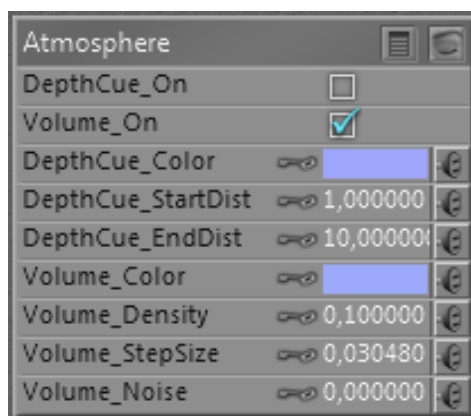 Atmosphere
DepthCue_On
Volume_On
DepthCue_Color
DepthCue_StartDist 1,000000
DepthCue_EndDist 10,000000
Volume_Color
Volume_Density 0,100000
Volume_StepSize 0,030480
Volume_Noise 0,000000